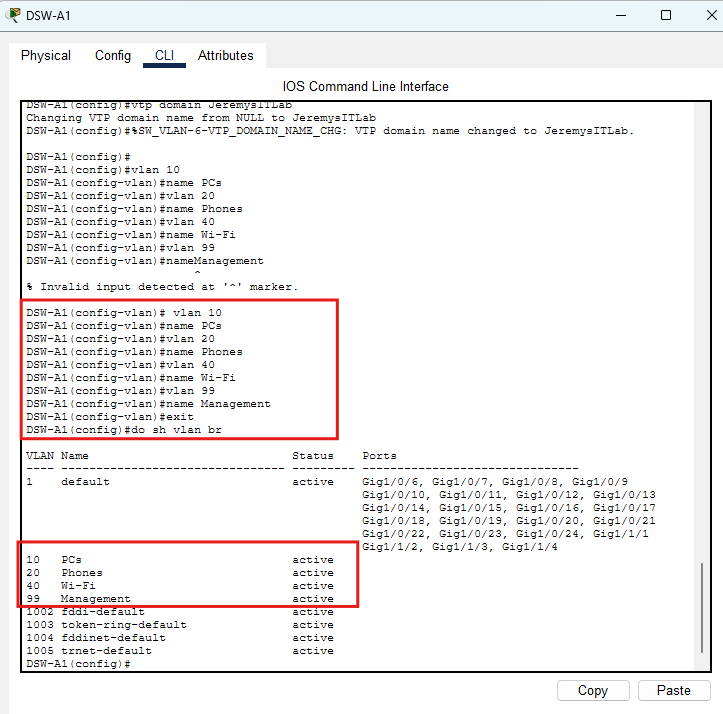 DSW-A1
Physical Config CLI Attributes
IOS Command Line Interface
DSW-A1(config)#vtp domain JeremysITLab
Changing VTP domain name from NULL to JeremysITLab
DSW-A1(config)#%SW_VLAN-6-VTP_DOMAIN_NAME_CHG: VTP domain name changed to JeremysITLab.
DSW-A1(config)#
DSW-A1(config)#vlan 10
DSW-A1(config-vlan)#name PCs
DSW-A1(config-vlan)#vlan 20
DSW-A1(config-vlan)#name Phones
DSW-A1(config-vlan)#vlan 40
DSW-A1(config-vlan)#name Wi-Fi
DSW-A1(config-vlan)#vlan 99
DSW-A1(config-vlan)#nameManagement
^
% Invalid input detected at '^' marker.
DSW-A1(config-vlan)# vlan 10
DSW-A1(config-vlan)#name PCs
DSW-A1(config-vlan)#vlan 20
DSW-A1(config-vlan)#name Phones
DSW-A1(config-vlan)#vlan 40
DSW-A1(config-vlan)#name Wi-Fi
DSW-A1(config-vlan)#vlan 99
DSW-A1(config-vlan)#name Management
DSW-A1(config-vlan)#exit
DSW-A1(config)#do sh vlan br
VLAN Name Status Ports
---- -------------------------------- --------- -------------------------------
1 default active Gig1/0/6, Gig1/0/7, Gig1/0/8, Gig1/0/9
Gig1/0/10, Gig1/0/11, Gig1/0/12, Gig1/0/13
Gig1/0/14, Gig1/0/15, Gig1/0/16, Gig1/0/17
Gig1/0/18, Gig1/0/19, Gig1/0/20, Gig1/0/21
Gig1/0/22, Gig1/0/23, Gig1/0/24, Gig1/1/1
Gig1/1/2, Gig1/1/3, Gig1/1/4
10 PCs active
20 Phones active
40 Wi-Fi active
99 Management active
1002 fddi-default active
1003 token-ring-default active
1004 fddinet-default active
1005 trnet-default active
DSW-A1(config)#
Copy Paste